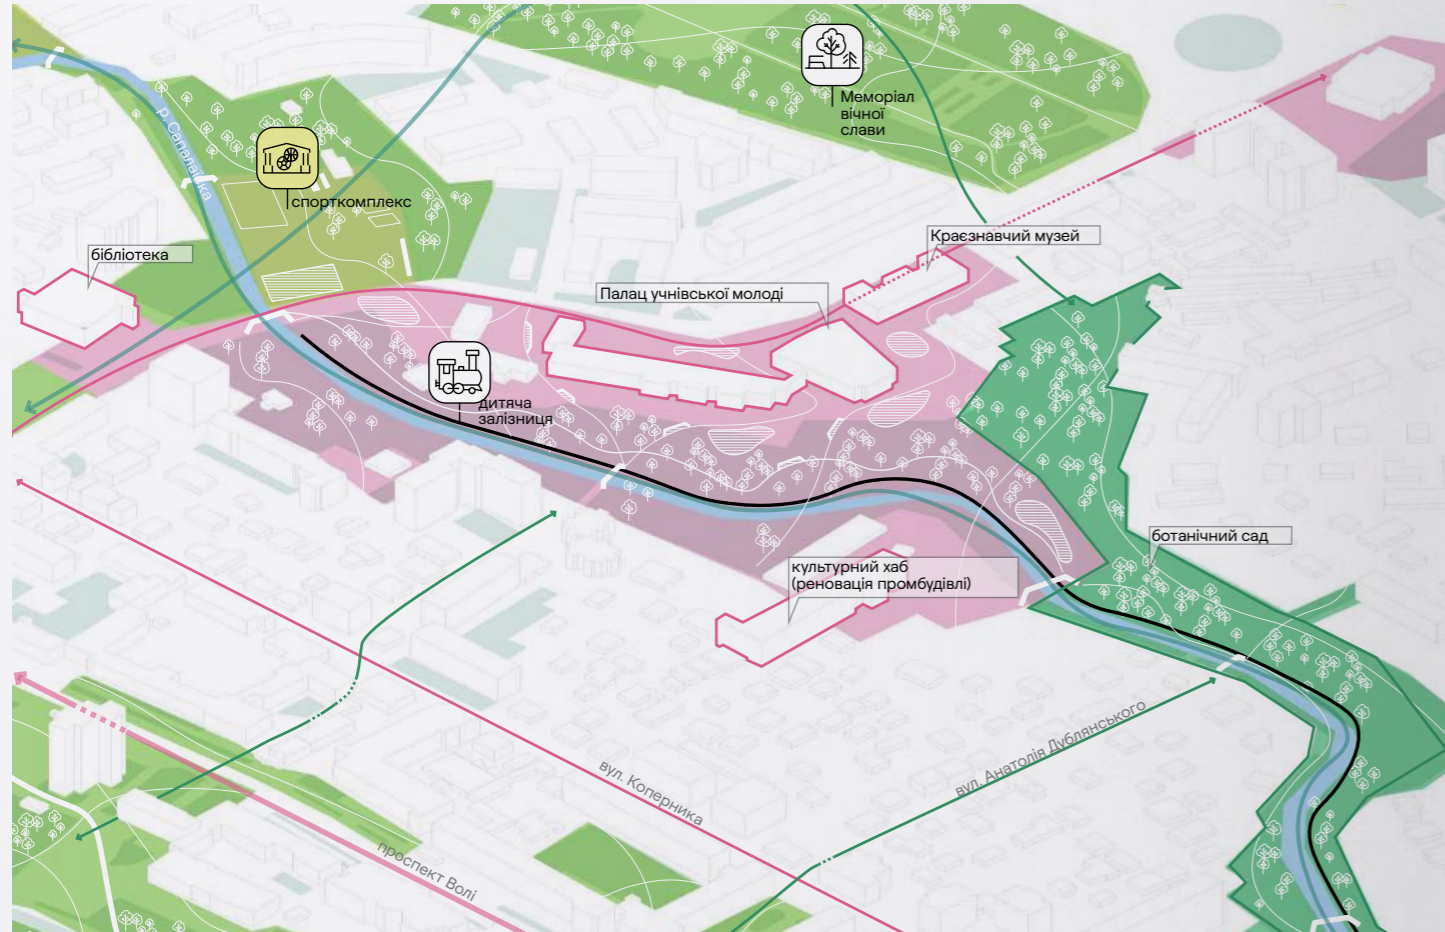 Меморіал
вічної
слави
р. Сапалаївка
спорткомплекс
бібліотека
Краєзнавчий музей
Палац учнівської молоді
дитяча
залізниця
ботанічний сад
культурний хаб
(реновація промбудівлі)
вул. Анатолія Дублянського
вул. Коперника
проспект Волі